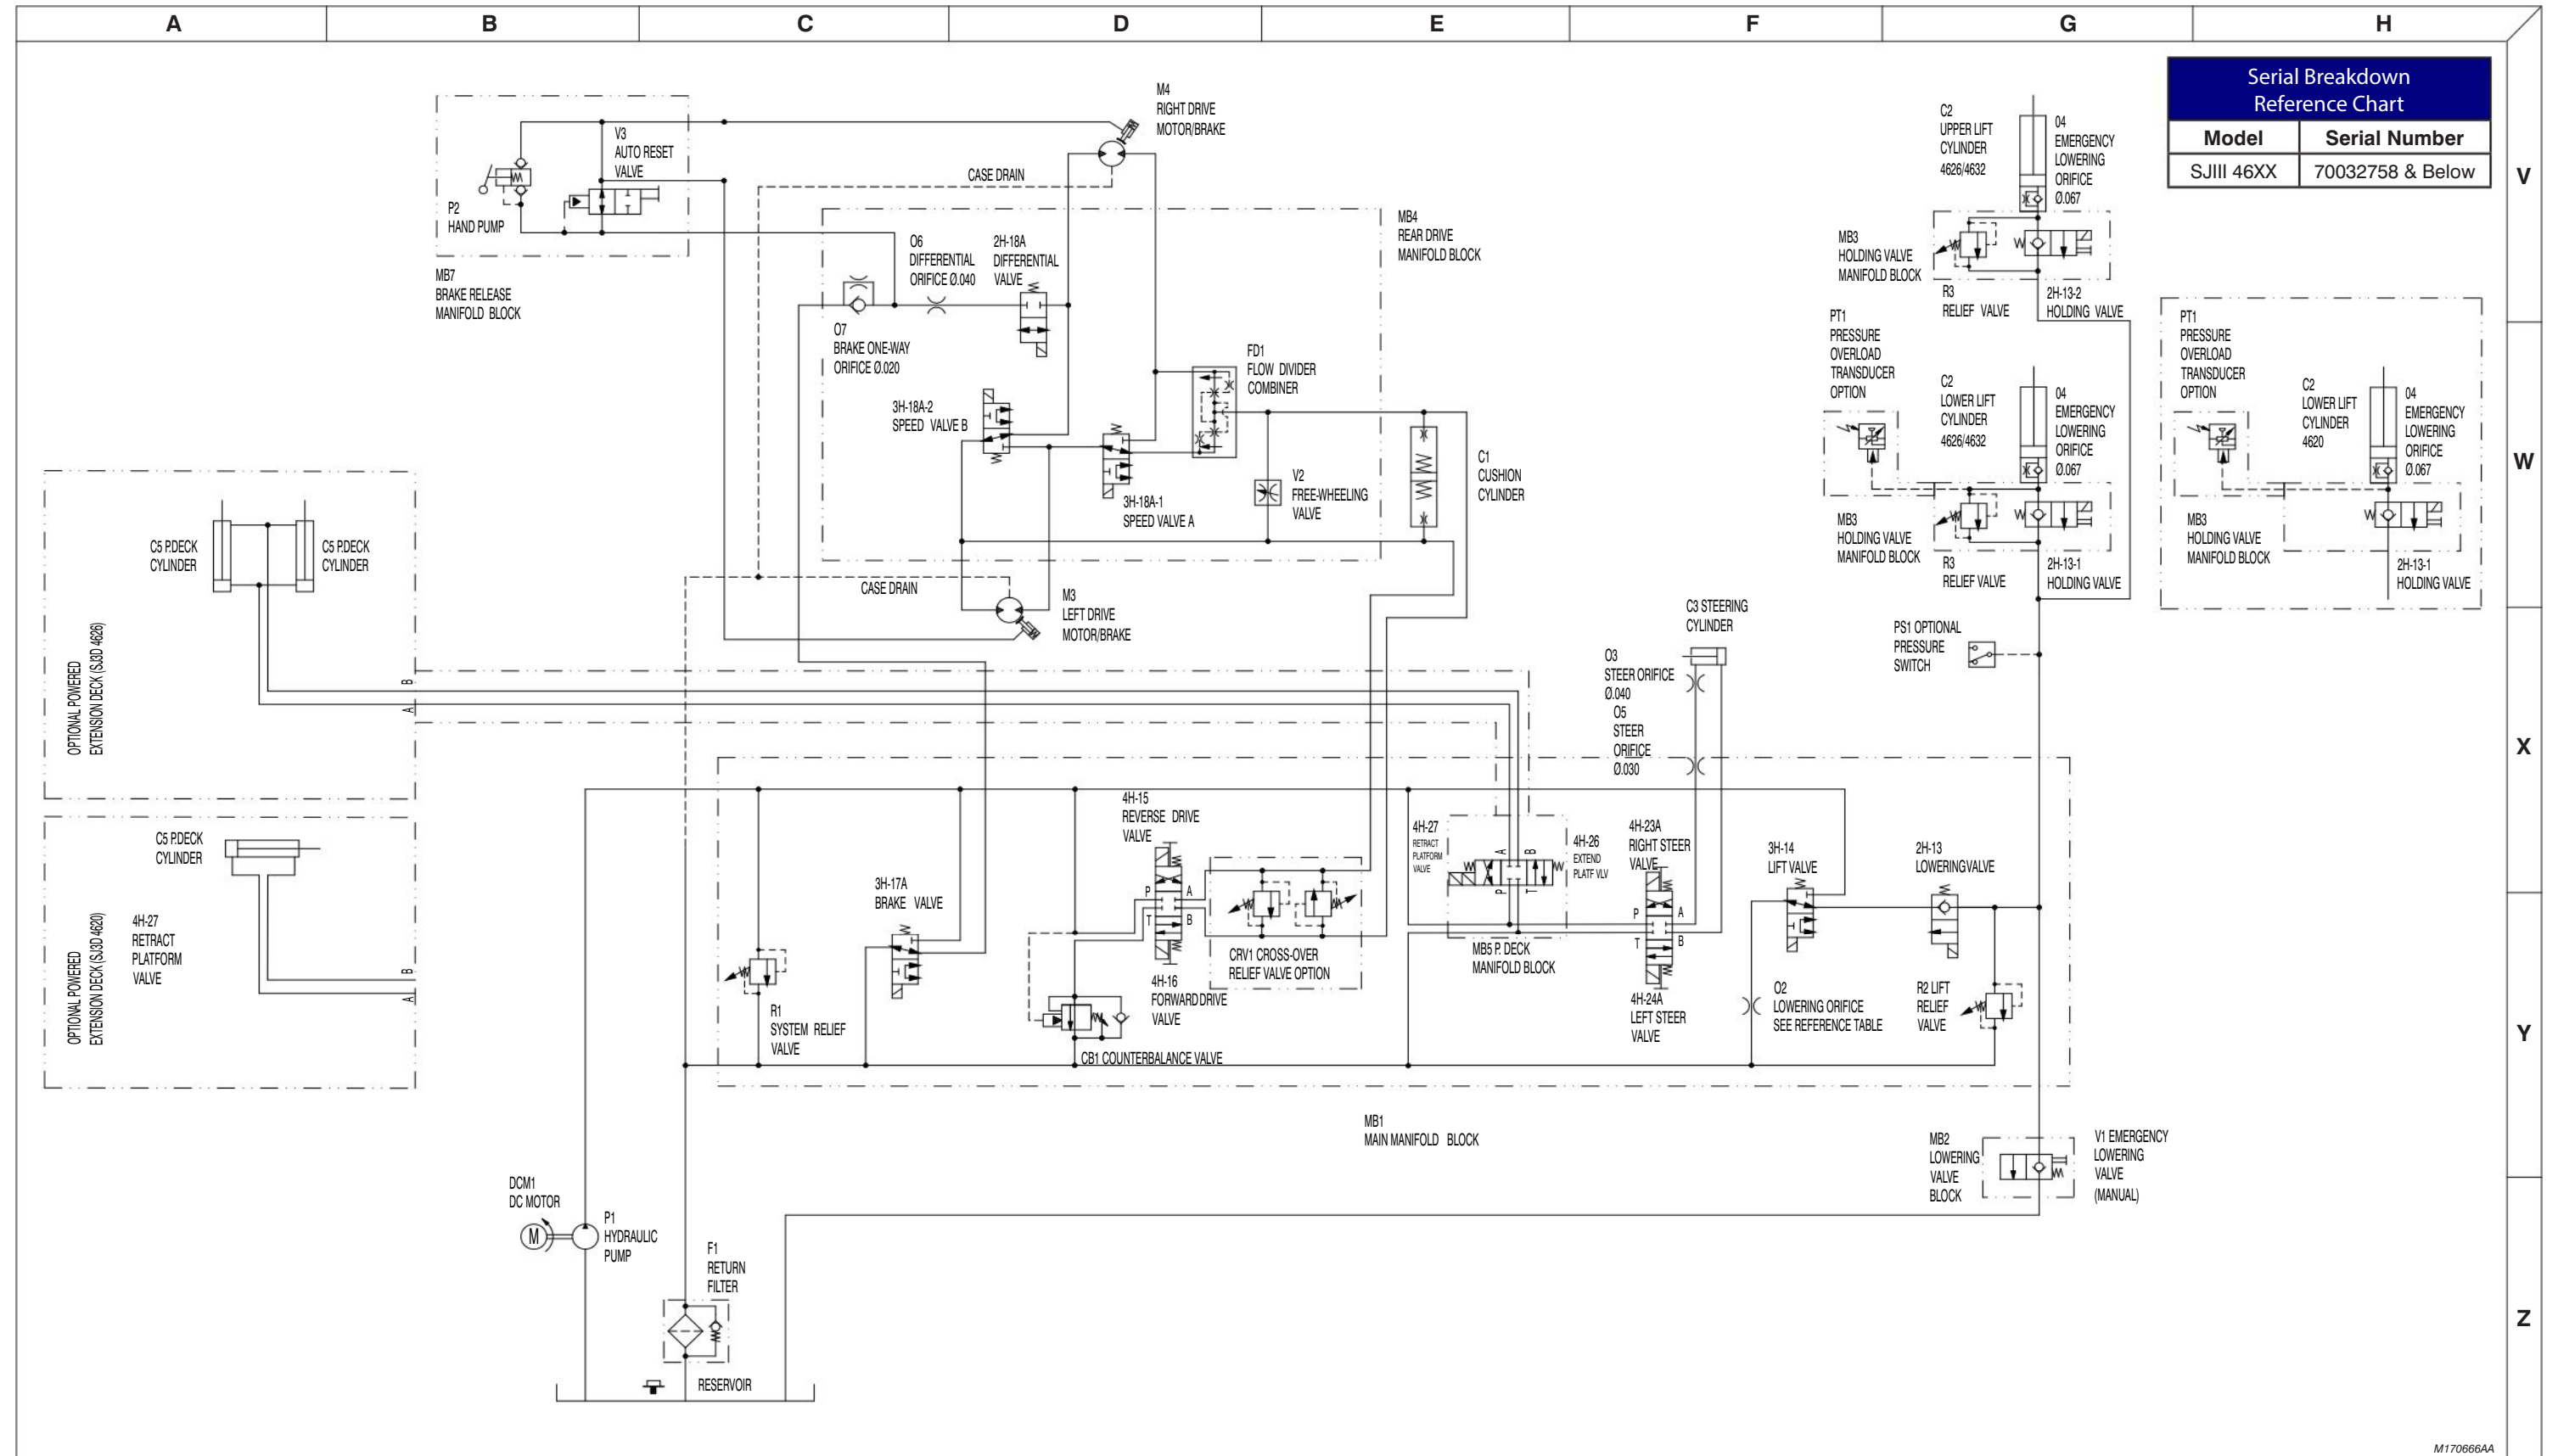 A
B
C
D
E
F
G
H
Serial Breakdown
Reference Chart
Model
Serial Number
SJIII 46XX
70032758 & Below
V
W
X
Y
Z
V3
AUTO RESET
VALVE
P2
HAND PUMP
MB7
BRAKE RELEASE
MANIFOLD BLOCK
M4
RIGHT DRIVE
MOTOR/BRAKE
CASE DRAIN
MB4
REAR DRIVE
MANIFOLD BLOCK
O6
DIFFERENTIAL
ORIFICE Ø.040
2H-18A
DIFFERENTIAL
VALVE
O7
BRAKE ONE-WAY
ORIFICE Ø.020
FD1
FLOW DIVIDER
COMBINER
3H-18A-2
SPEED VALVE B
3H-18A-1
SPEED VALVE A
V2
FREE-WHEELING
VALVE
C1
CUSHION
CYLINDER
CASE DRAIN
M3
LEFT DRIVE
MOTOR/BRAKE
C2
UPPER LIFT
CYLINDER
4626/4632
04
EMERGENCY
LOWERING
ORIFICE
Ø.067
MB3
HOLDING VALVE
MANIFOLD BLOCK
R3
RELIEF VALVE
2H-13-2
HOLDING VALVE
PT1
PRESSURE
OVERLOAD
TRANSDUCER
OPTION
C2
LOWER LIFT
CYLINDER
4626/4632
04
EMERGENCY
LOWERING
ORIFICE
Ø.067
MB3
HOLDING VALVE
MANIFOLD BLOCK
R3
RELIEF VALVE
2H-13-1
HOLDING VALVE
PT1
PRESSURE
OVERLOAD
TRANSDUCER
OPTION
C2
LOWER LIFT
CYLINDER
4620
04
EMERGENCY
LOWERING
ORIFICE
Ø.067
MB3
HOLDING VALVE
MANIFOLD BLOCK
2H-13-1
HOLDING VALVE
C5 P.DECK
CYLINDER
C5 P.DECK
CYLINDER
OPTIONAL POWERED
EXTENSION DECK (SJ3D 4626)
B
A
C5 P.DECK
CYLINDER
4H-27
RETRACT
PLATFORM
VALVE
OPTIONAL POWERED
EXTENSION DECK (SJ3D 4620)
B
A
C3 STEERING
CYLINDER
O3
STEER ORIFICE
Ø.040
O5
STEER
ORIFICE
Ø.030
PS1 OPTIONAL
PRESSURE
SWITCH
4H-15
REVERSE DRIVE
VALVE
P
A
T
B
4H-16
FORWARD DRIVE
VALVE
3H-17A
BRAKE VALVE
R1
SYSTEM RELIEF
VALVE
CB1 COUNTERBALANCE VALVE
CRV1 CROSS-OVER
RELIEF VALVE OPTION
4H-27
RETRACT
PLATFORM
VALVE
A
B
P
T
4H-26
EXTEND
PLATF VLV
MB5 P. DECK
MANIFOLD BLOCK
4H-23A
RIGHT STEER
VALVE
P
A
T
B
4H-24A
LEFT STEER
VALVE
3H-14
LIFT VALVE
2H-13
LOWERING VALVE
O2
LOWERING ORIFICE
SEE REFERENCE TABLE
R2 LIFT
RELIEF
VALVE
MB1
MAIN MANIFOLD BLOCK
MB2
LOWERING
VALVE
BLOCK
V1 EMERGENCY
LOWERING
VALVE
(MANUAL)
DCM1
DC MOTOR
M
P1
HYDRAULIC
PUMP
F1
RETURN
FILTER
RESERVOIR
M170666AA